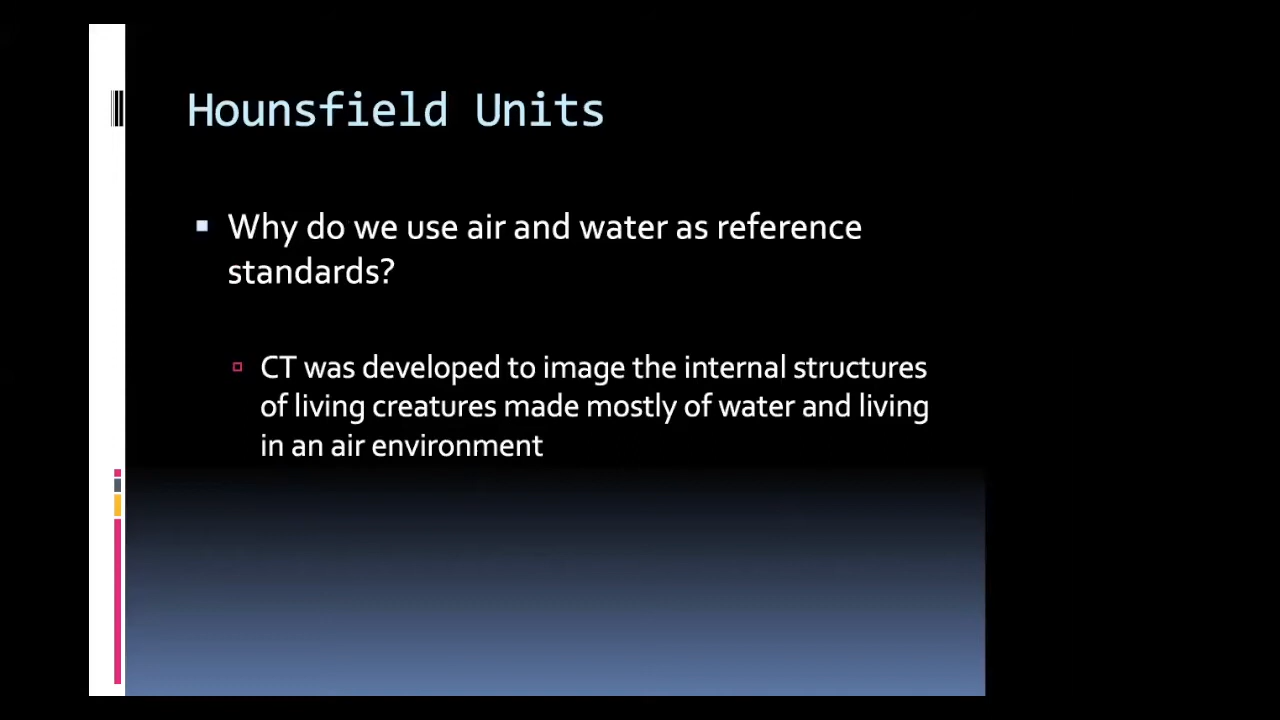 Hounsfield Units
Why do we use air and water as reference
standards?
CT was developed to image the internal structures
of living creatures made mostly of water and living
in an air environment